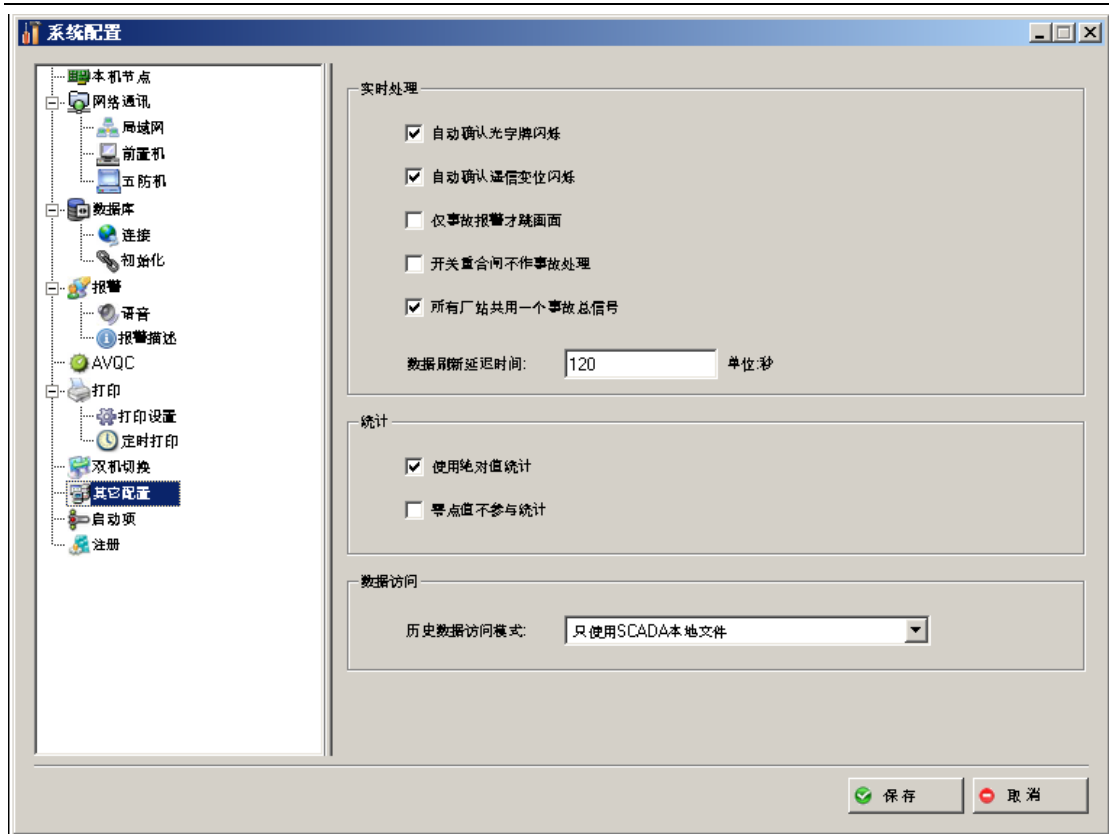 系统配置
本机节点
网络通讯
局域网
前置机
五防机
数据库
连接
初始化
报警
语音
报警描述
AVQC
打印
打印设置
定时打印
双机切换
其它配置
启动项
注册
实时处理
自动确认光字牌闪烁
自动确认遥信变位闪烁
仅事故报警才跳画面
开关重合闸不作事故处理
所有厂站共用一个事故总信号
数据刷新延迟时间: 120 单位:秒
统计
使用绝对值统计
零点值不参与统计
数据访问
历史数据访问模式: 只使用SCADA本地文件
保存 取消